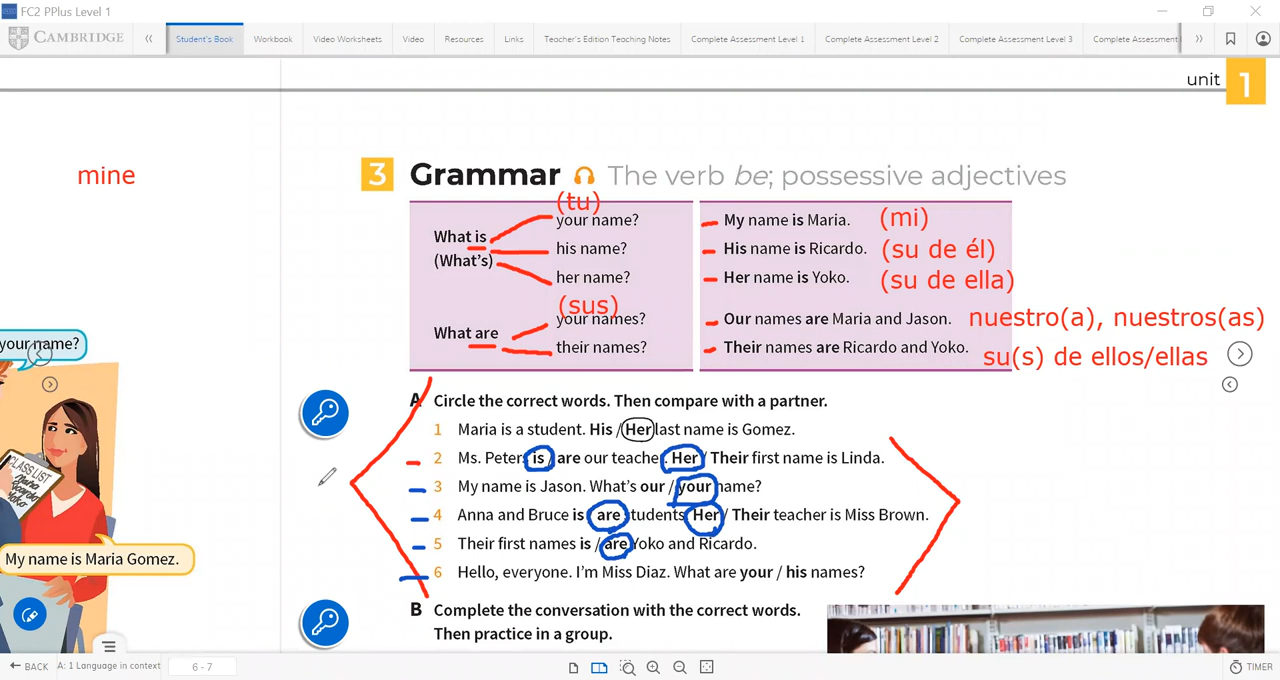 FC2 PPlus Level 1
CAMBRIDGE
Student's Book
Workbook
Video Worksheets
Video
Resources
Links
Teacher's Edition Teaching Notes
Complete Assessment Level 1
Complete Assessment Level 2
Complete Assessment Level 3
Complete Assessment
unit 1
mine
3 Grammar The verb be; possessive adjectives
(tu)
What is
(What's)
your name?
his name?
her name?
(sus)
What are
your names?
their names?
My name is Maria. (mi)
His name is Ricardo. (su de él)
Her name is Yoko. (su de ella)
Our names are Maria and Jason. nuestro(a), nuestros(as)
Their names are Ricardo and Yoko. su(s) de ellos/ellas
your name?
CLASS LIST
Maria
Ricardo
Yoko
My name is Maria Gomez.
A Circle the correct words. Then compare with a partner.
1 Maria is a student. His / Her last name is Gomez.
2 Ms. Peters is / are our teacher. Her / Their first name is Linda.
3 My name is Jason. What's our / your name?
4 Anna and Bruce is / are students. Her / Their teacher is Miss Brown.
5 Their first names is / are Yoko and Ricardo.
6 Hello, everyone. I'm Miss Diaz. What are your / his names?
B Complete the conversation with the correct words.
Then practice in a group.
BACK
A: 1 Language in context
6 - 7
TIMER